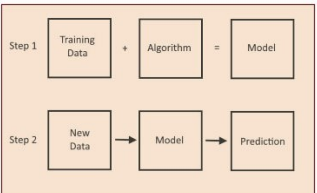 Step 1
Training
Data
+
Algorithm
=
Model
Step 2
New
Data
Model
Prediction